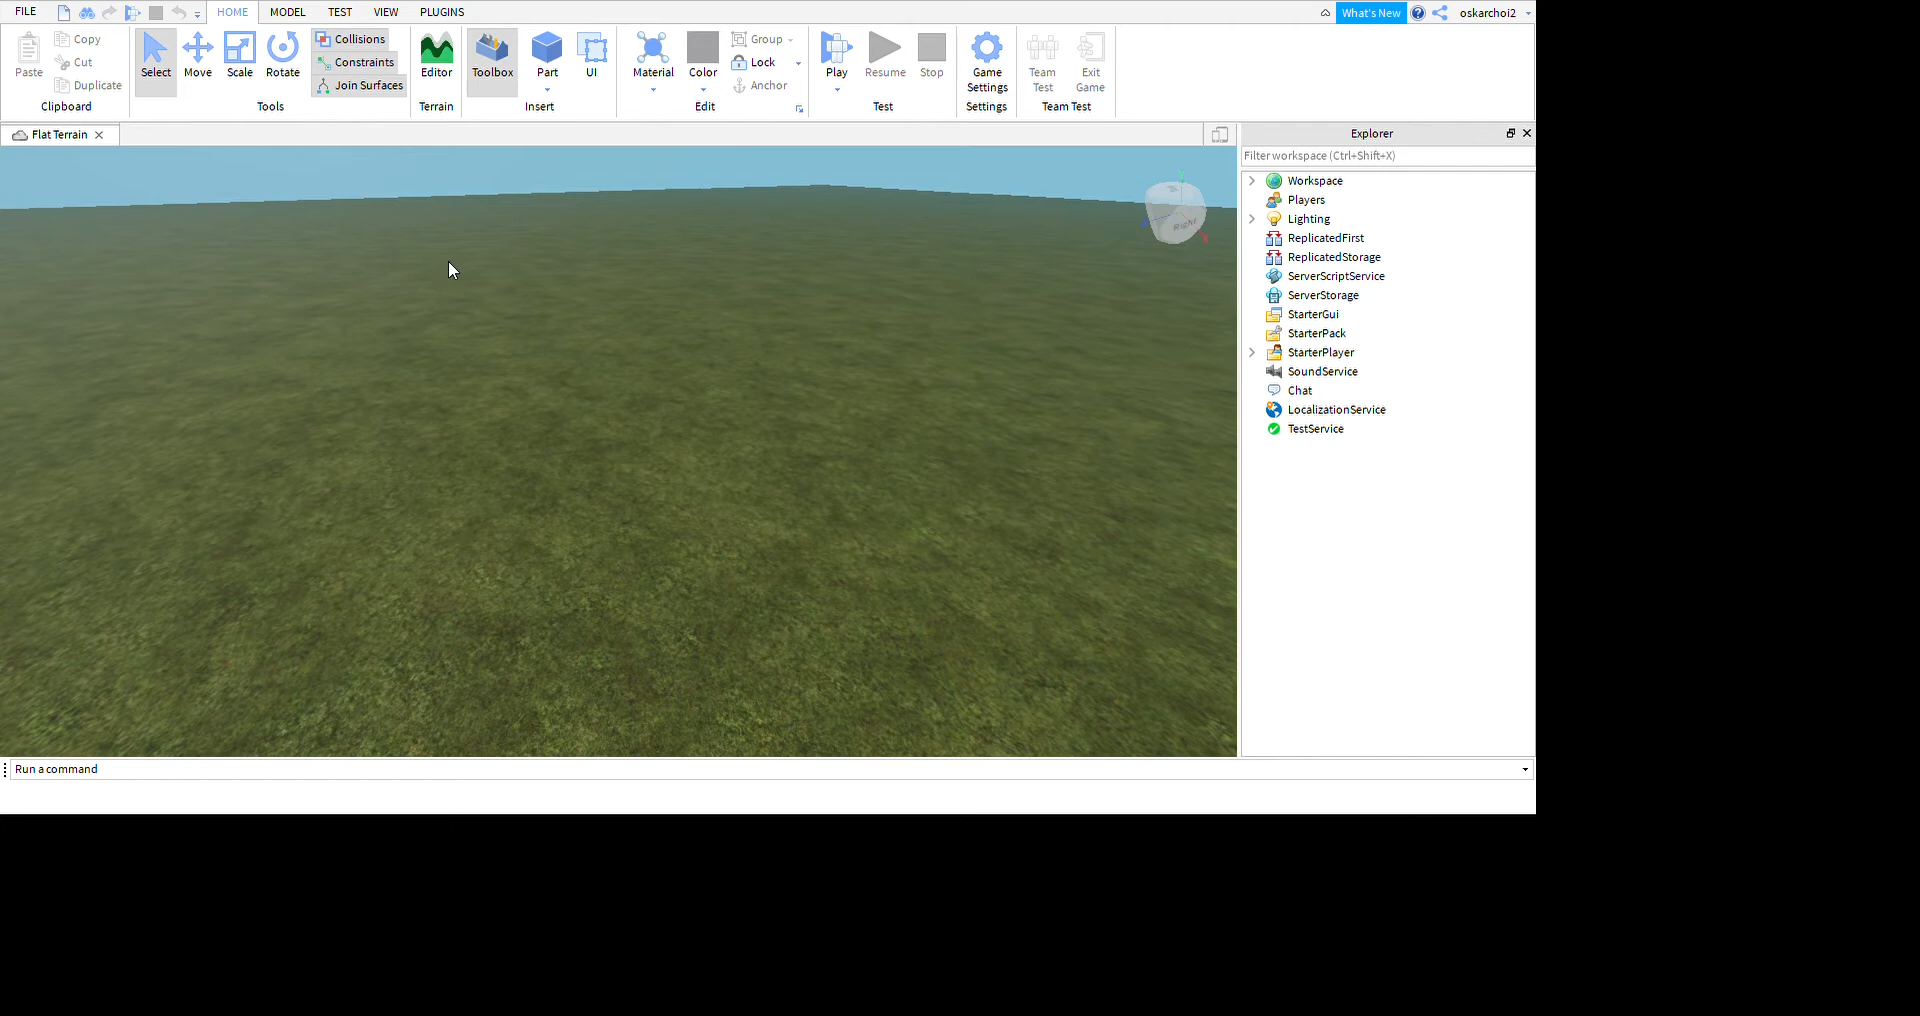 FILE HOME MODEL TEST VIEW PLUGINS What's New oskarchoi2
Paste
Copy
Cut
Duplicate
Clipboard
Select
Move
Scale
Rotate
Collisions
Constraints
Join Surfaces
Tools
Editor
Terrain
Toolbox
Part
UI
Insert
Material
Color
Group
Lock
Anchor
Edit
Play
Resume
Stop
Test
Game
Settings
Settings
Team
Test
Exit
Game
Team Test
Flat Terrain
Right
Explorer
Filter workspace (Ctrl+Shift+X)
Workspace
Players
Lighting
ReplicatedFirst
ReplicatedStorage
ServerScriptService
ServerStorage
StarterGui
StarterPack
StarterPlayer
SoundService
Chat
LocalizationService
TestService
Run a command